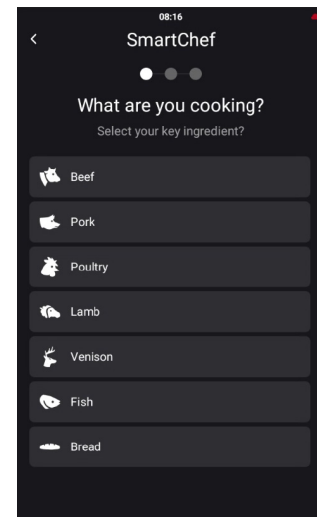 08:16
SmartChef
What are you cooking?
Select your key ingredient?
Beef
Pork
Poultry
Lamb
Venison
Fish
Bread